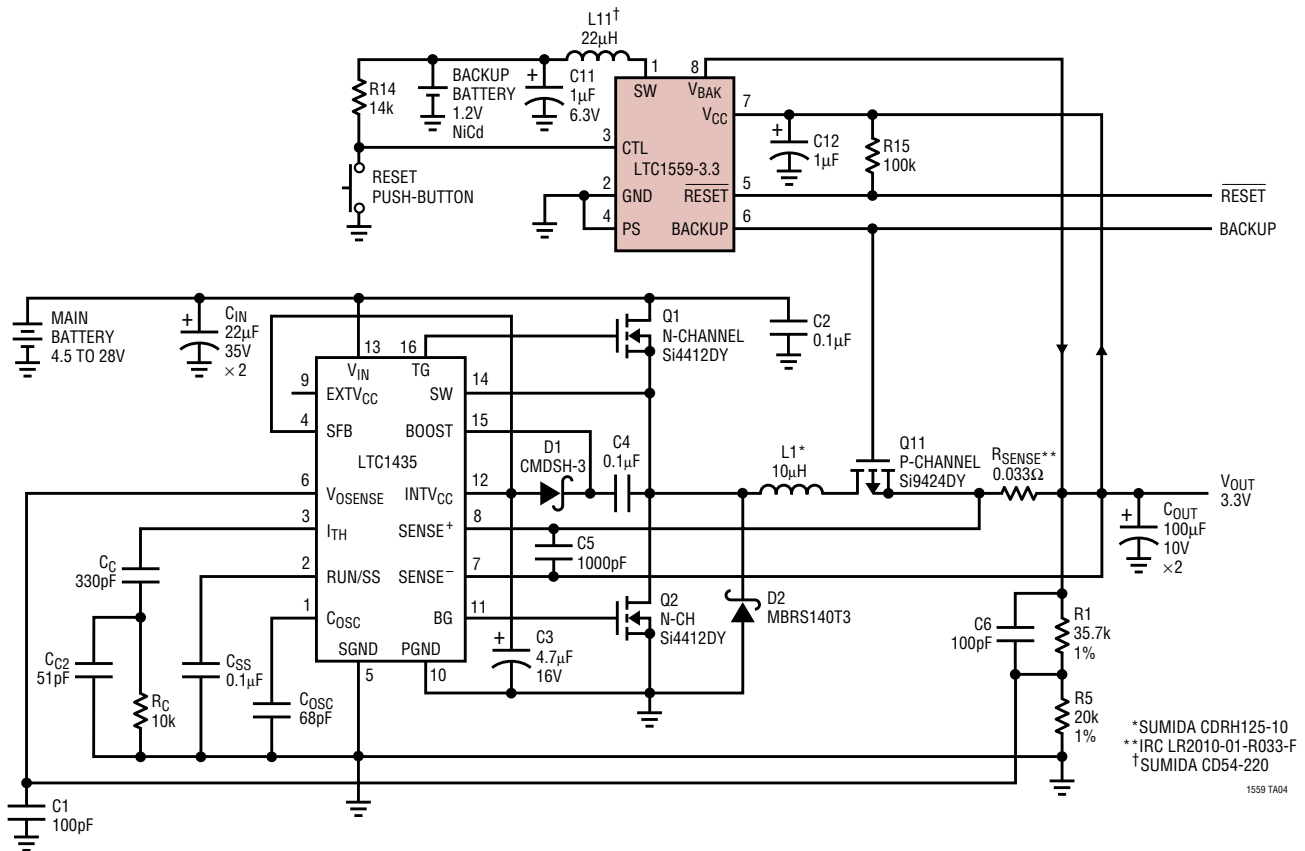 L11†
22µH
R14
14k
BACKUP
BATTERY
1.2V
NiCd
+
C11
1µF
6.3V
1
8
SW
VBAK
VCC
7
3
CTL
LTC1559-3.3
2
GND
RESET
5
4
PS
BACKUP
6
+
C12
1µF
R15
100k
RESET
BACKUP
RESET
PUSH-BUTTON
MAIN
BATTERY
4.5 TO 28V
+
CIN
22µF
35V
× 2
13
16
VIN
TG
9
EXTVCC
SW
14
4
SFB
BOOST
15
LTC1435
6
VOSENSE
INTVCC
12
3
ITH
SENSE+
8
2
RUN/SS
SENSE−
7
1
COSC
BG
11
SGND
PGND
5
10
Q1
N-CHANNEL
Si4412DY
C2
0.1µF
D1
CMDSH-3
C4
0.1µF
L1*
10µH
Q11
P-CHANNEL
Si9424DY
RSENSE**
0.033Ω
VOUT
3.3V
+
COUT
100µF
10V
×2
C5
1000pF
Q2
N-CH
Si4412DY
D2
MBRS140T3
+
C3
4.7µF
16V
C6
100pF
R1
35.7k
1%
R5
20k
1%
CC
330pF
CC2
51pF
RC
10k
CSS
0.1µF
COSC
68pF
C1
100pF
*SUMIDA CDRH125-10
**IRC LR2010-01-R033-F
†SUMIDA CD54-220
1559 TA04